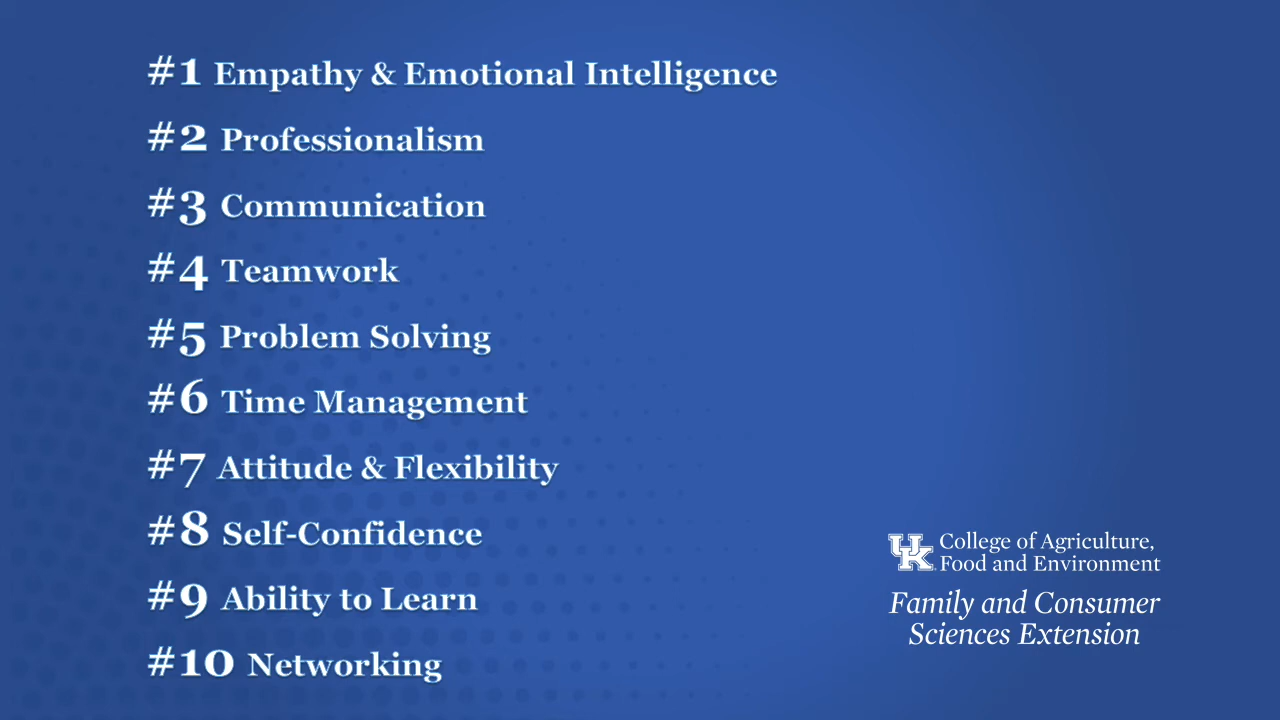 #1 Empathy & Emotional Intelligence
#2 Professionalism
#3 Communication
#4 Teamwork
#5 Problem Solving
#6 Time Management
#7 Attitude & Flexibility
#8 Self-Confidence
#9 Ability to Learn
#10 Networking
UK College of Agriculture,
Food and Environment
Family and Consumer
Sciences Extension